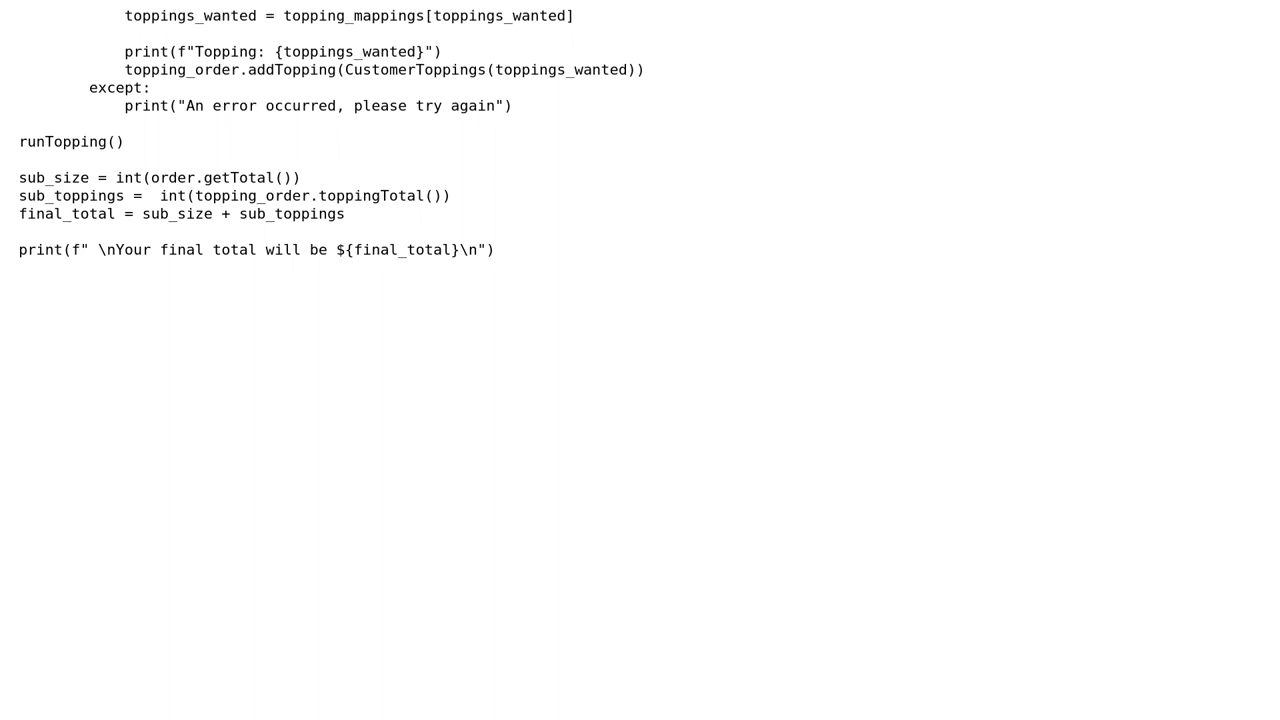 toppings_wanted = topping_mappings[toppings_wanted]

            print(f"Topping: {toppings_wanted}")
            topping_order.addTopping(CustomerToppings(toppings_wanted))
        except:
            print("An error occurred, please try again")

runTopping()

sub_size = int(order.getTotal())
sub_toppings =  int(topping_order.toppingTotal())
final_total = sub_size + sub_toppings

print(f" \nYour final total will be ${final_total}\n")